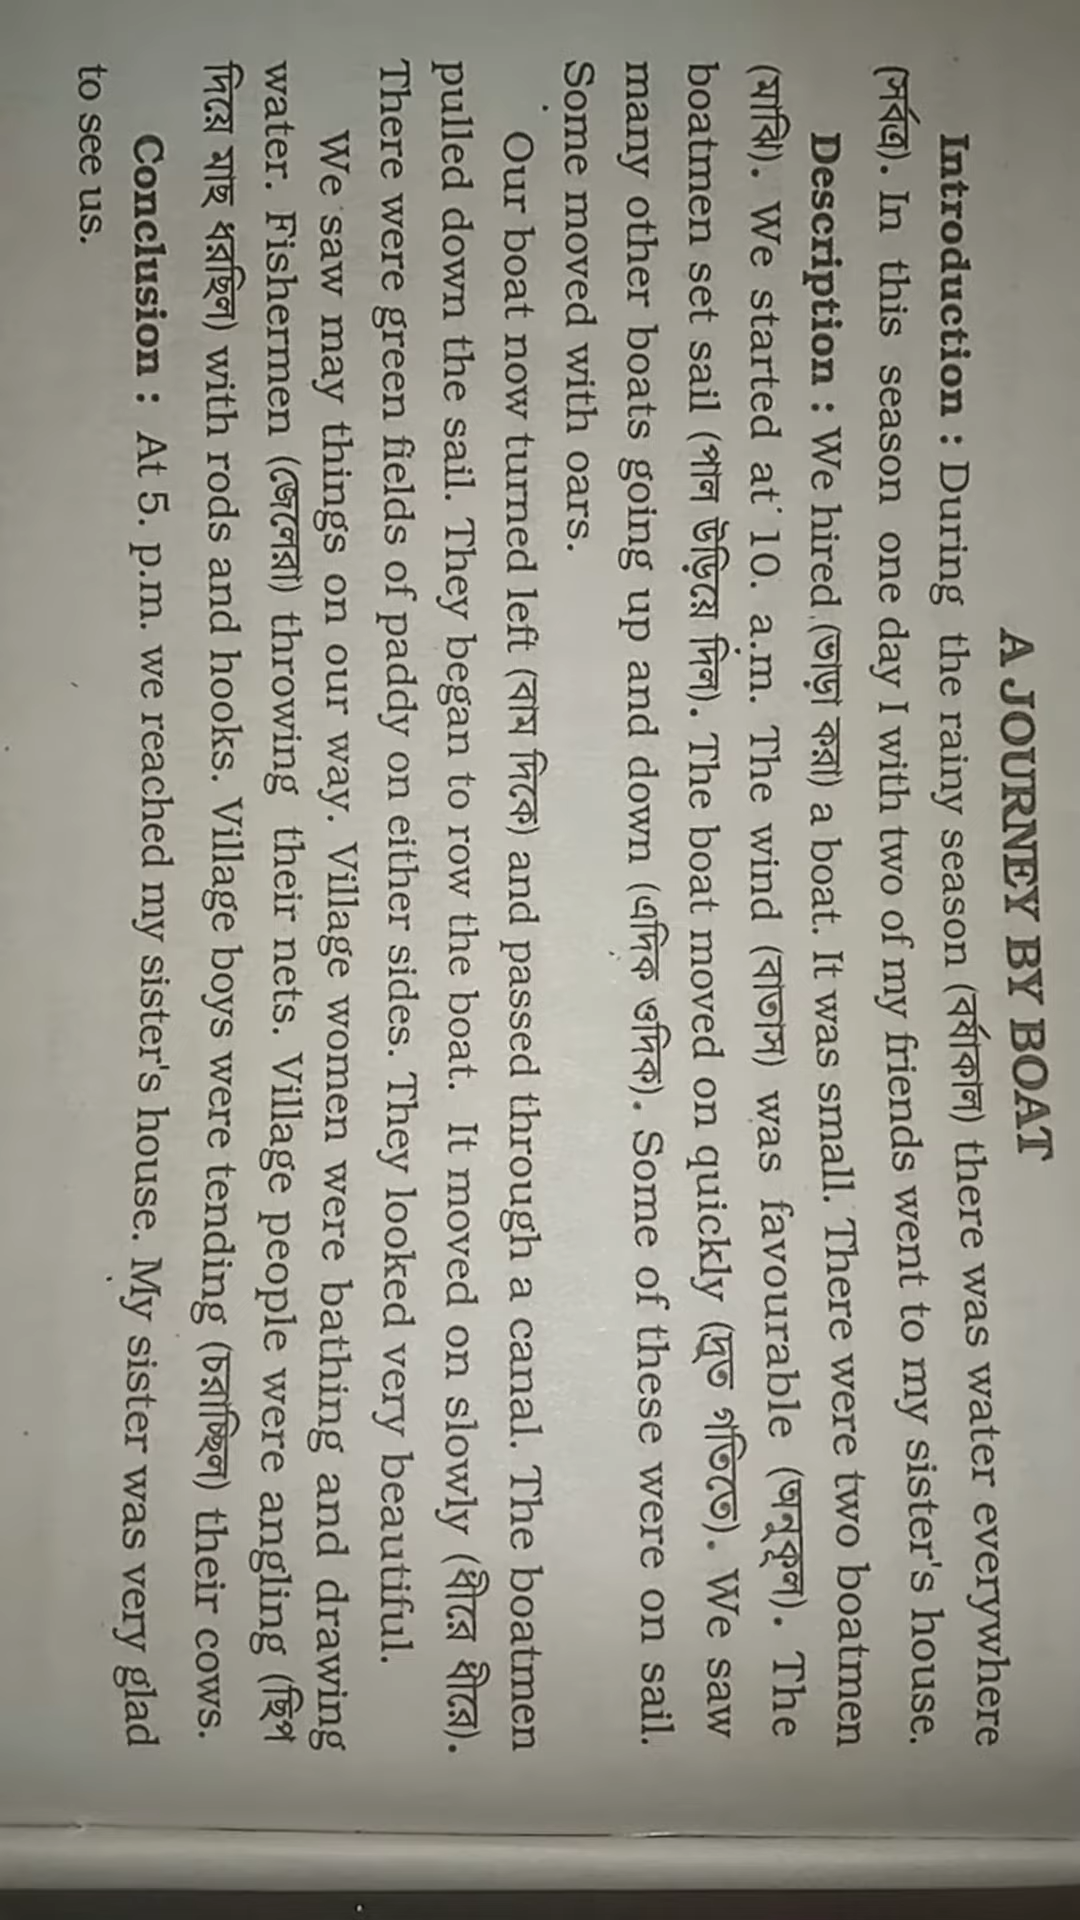 A JOURNEY BY BOAT
Introduction : During the rainy season (বর্ষাকাল) there was water everywhere
(সর্বত্র). In this season one day I with two of my friends went to my sister's house.
Description : We hired (ভাড়া করা) a boat. It was small. There were two boatmen
(মাঝি). We started at 10. a.m. The wind (বাতাস) was favourable (অনুকূল). The
boatmen set sail (পাল উড়িয়ে দিল). The boat moved on quickly (দ্রুত গতিতে). We saw
many other boats going up and down (এদিক ওদিক). Some of these were on sail.
Some moved with oars.
Our boat now turned left (বাম দিকে) and passed through a canal. The boatmen
pulled down the sail. They began to row the boat. It moved on slowly (ধীরে ধীরে).
There were green fields of paddy on either sides. They looked very beautiful.
We saw may things on our way. Village women were bathing and drawing
water. Fishermen (জেলেরা) throwing their nets. Village people were angling (ছিপ
দিয়ে মাছ ধরছিল) with rods and hooks. Village boys were tending (চরাচ্ছিল) their cows.
Conclusion : At 5. p.m. we reached my sister's house. My sister was very glad
to see us.